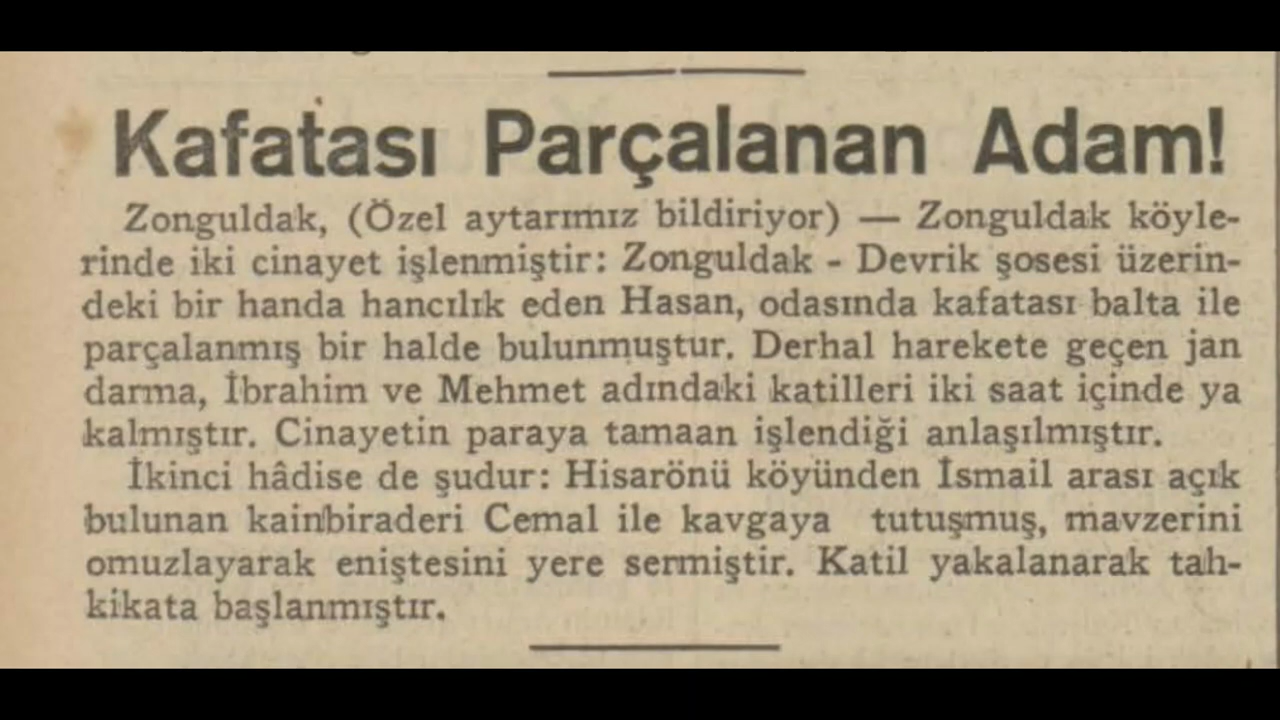 Kafatası Parçalanan Adam!
Zonguldak, (Özel aytarımız bildiriyor) — Zonguldak köyle-
rinde iki cinayet işlenmiştir: Zonguldak - Devrik şosesi üzerin-
deki bir handa hancılık eden Hasan, odasında kafatası balta ile
parçalanmış bir halde bulunmuştur. Derhal harekete geçen jan
darma, İbrahim ve Mehmet adındaki katilleri iki saat içinde ya
kalmıştır. Cinayetin paraya tamaan işlendiği anlaşılmıştır.
İkinci hâdise de şudur: Hisarönü köyünden İsmail arası açık
bulunan kainbiraderi Cemal ile kavgaya tutuşmuş, mavzerini
omuzlayarak eniştesini yere sermiştir. Katil yakalanarak tah-
kikata başlanmıştır.